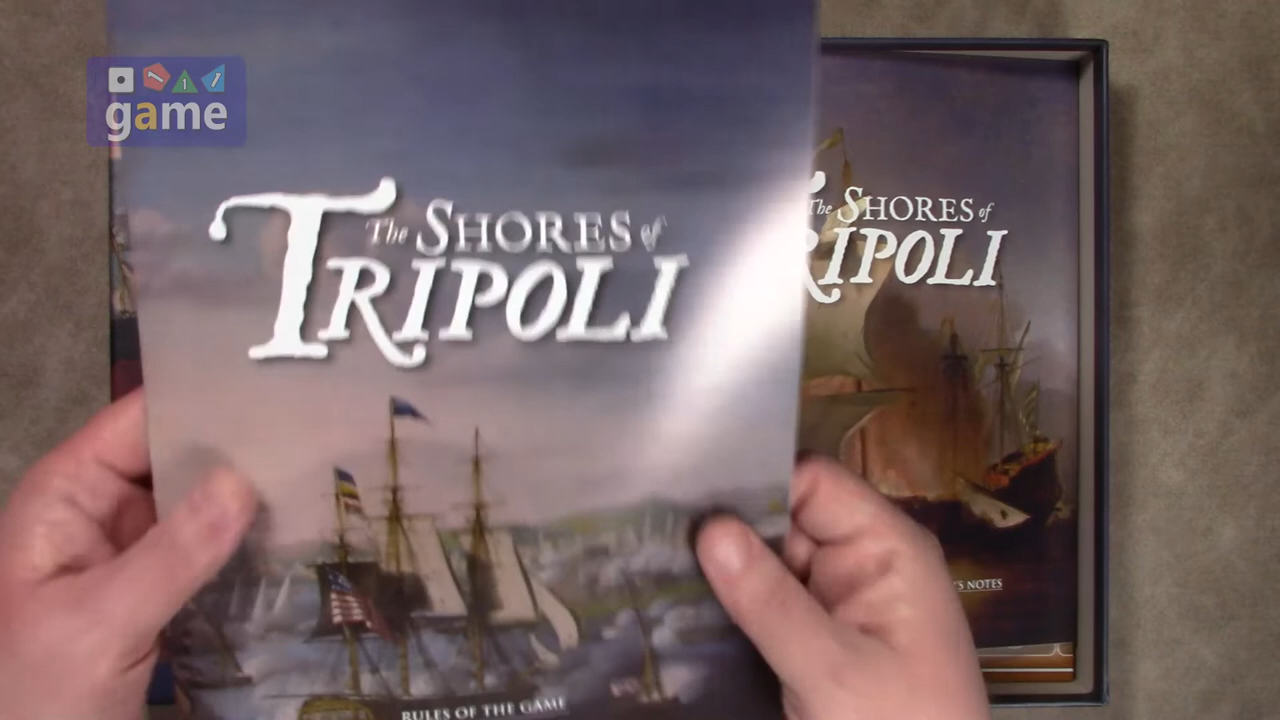 game
The SHORES of
TRIPOLI
RULES OF THE GAME
The SHORES of
RIPOLI
'S NOTES